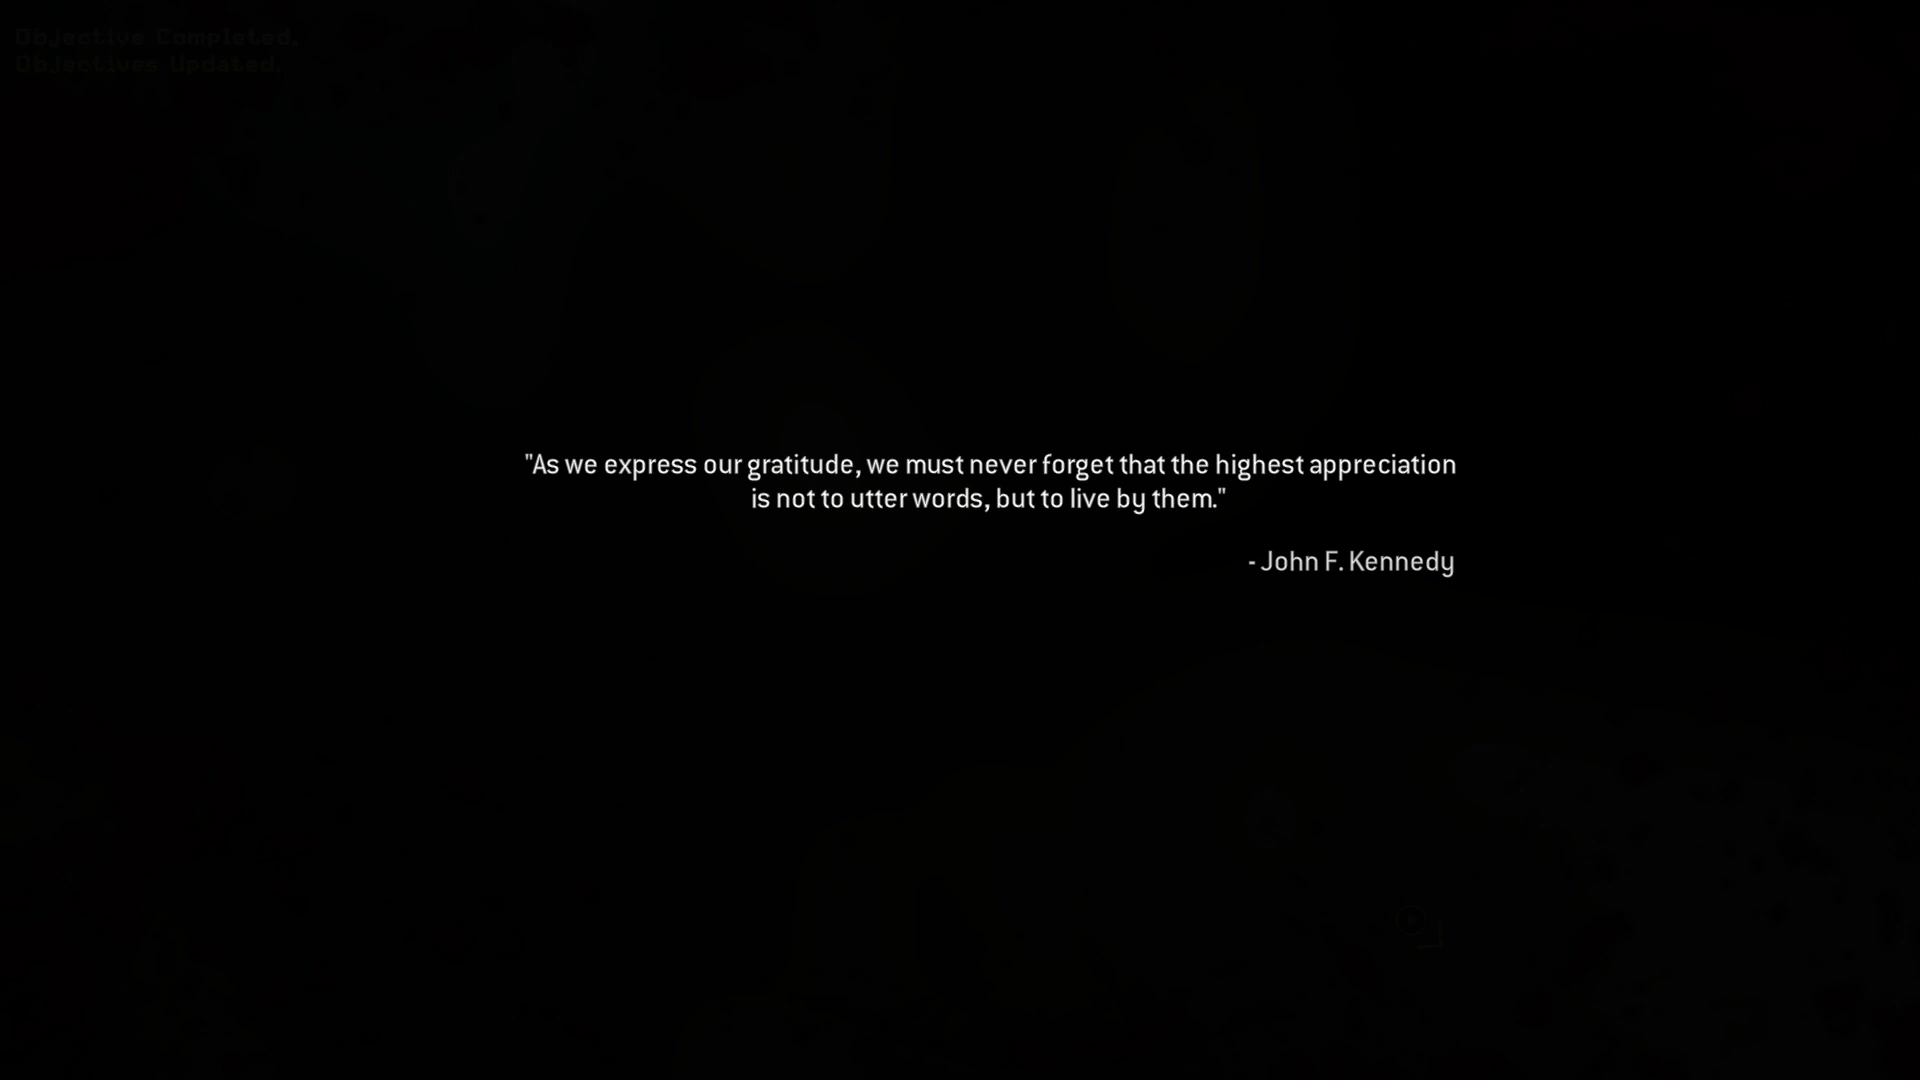 Objective Completed.
Objectives Updated.
"As we express our gratitude, we must never forget that the highest appreciation
is not to utter words, but to live by them."
- John F. Kennedy